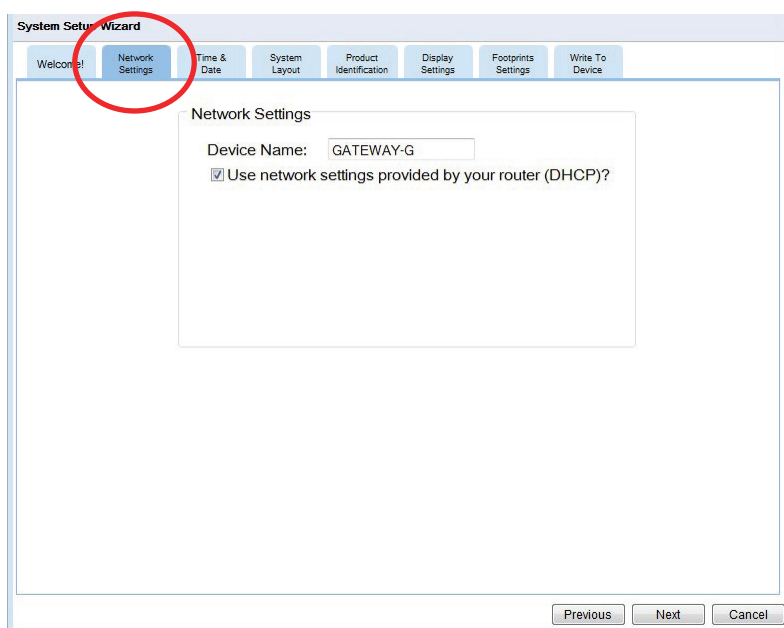 System Setup Wizard
Welcome!
Network
Settings
Time &
Date
System
Layout
Product
Identification
Display
Settings
Footprints
Settings
Write To
Device
Network Settings
Device Name: GATEWAY-G
Use network settings provided by your router (DHCP)?
Previous Next Cancel